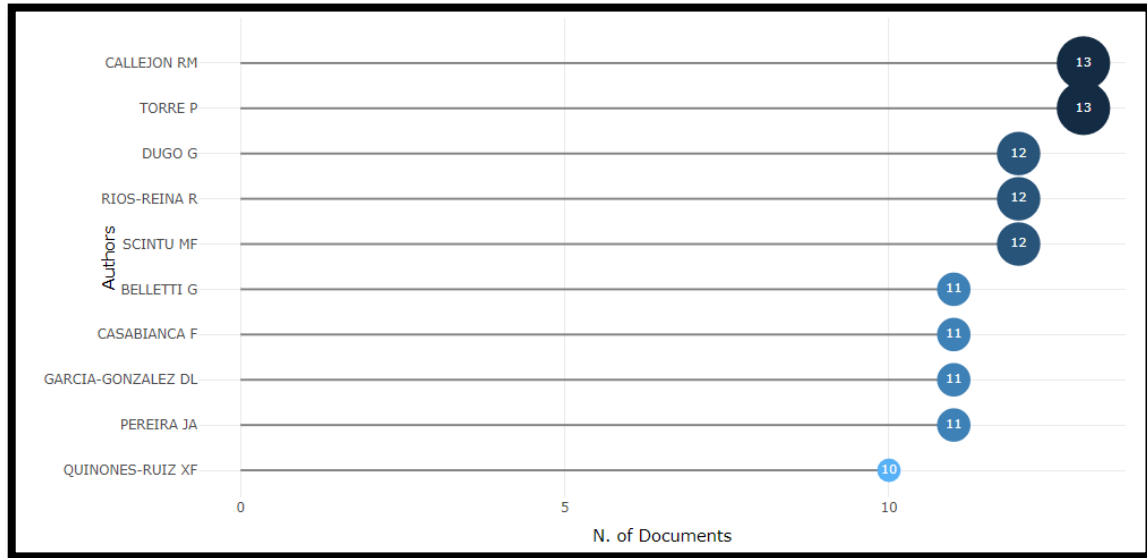 CALLEJON RM 13
TORRE P 13
DUGO G 12
RIOS-REINA R 12
SCINTU MF 12
Authors
BELLETTI G 11
CASABIANCA F 11
GARCIA-GONZALEZ DL 11
PEREIRA JA 11
QUINONES-RUIZ XF 10
0 5 10
N. of Documents